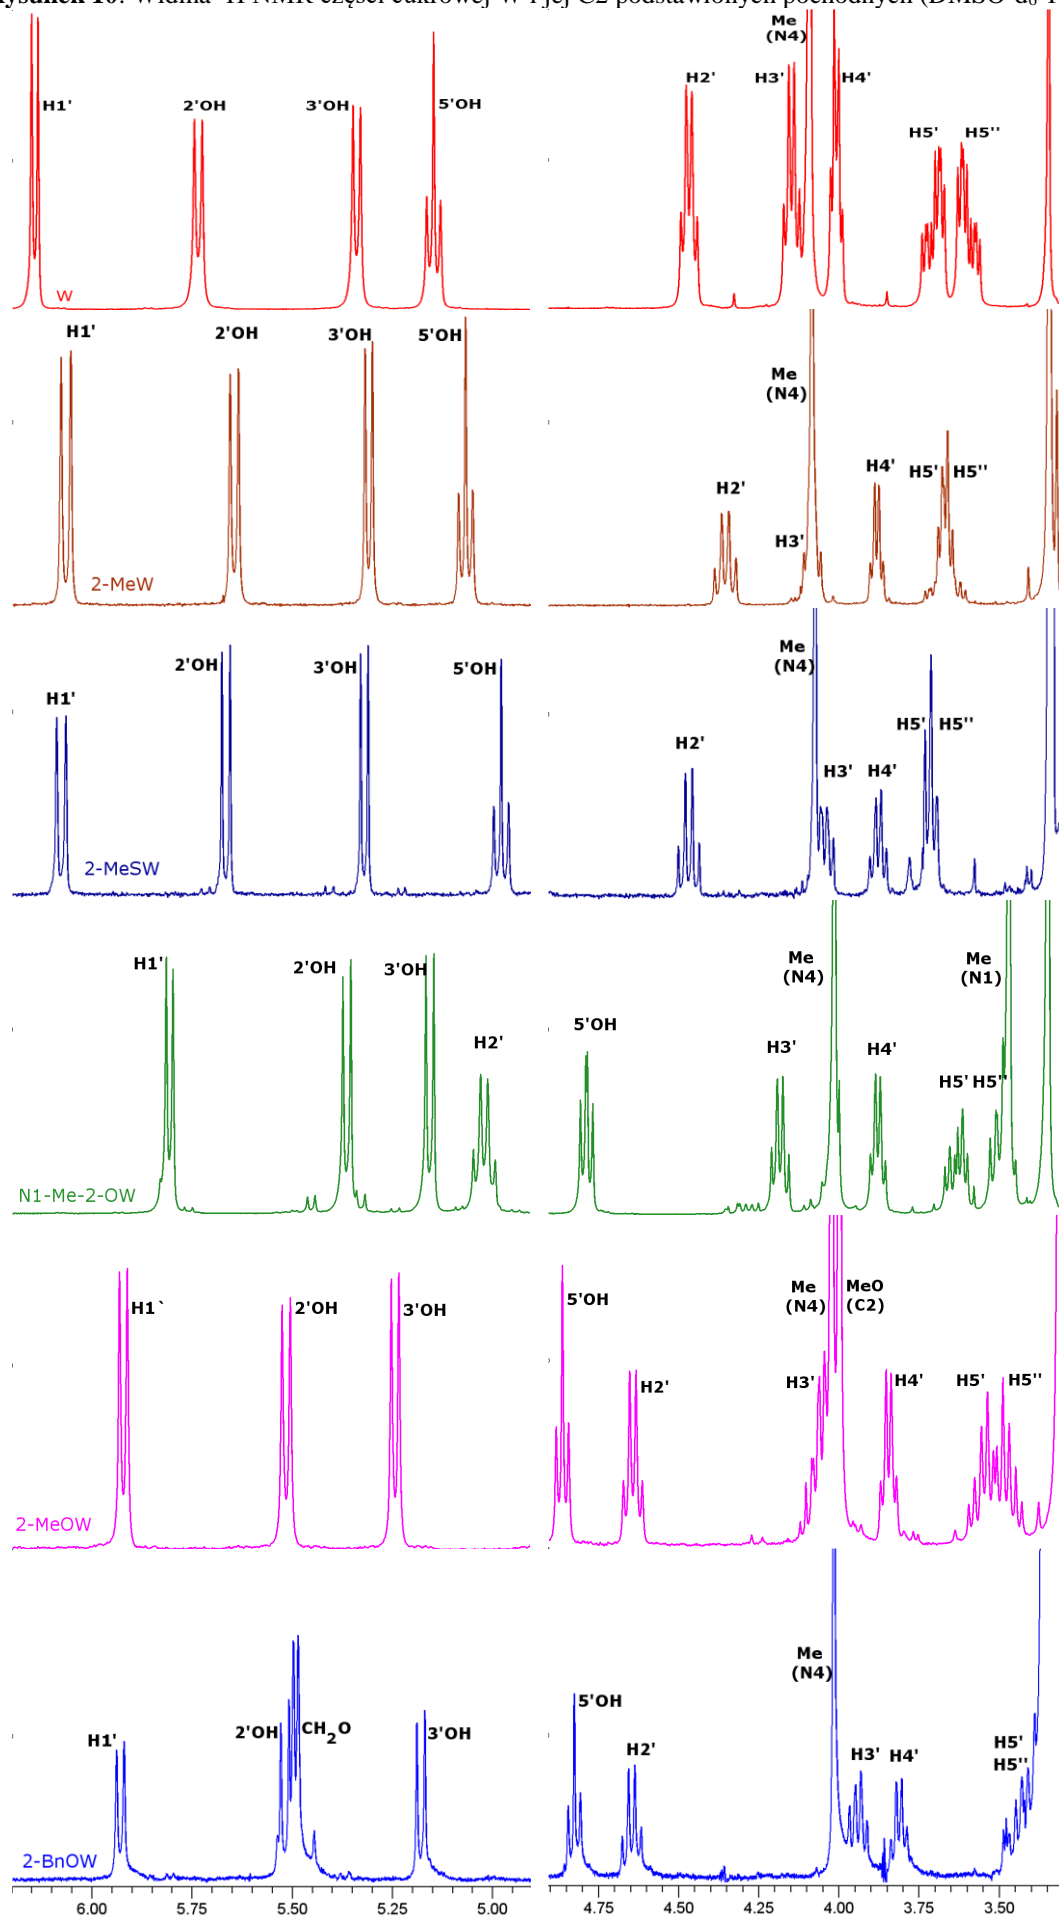 Rysunek 10. Widma ¹H NMR części cukrowej W i jej C2 podstawionych pochodnych (DMSO-d₆
Me
(N4)
H1'
2'OH
3'OH
5'OH
H2'
H3'
H4'
H5'
H5''
W
H1'
2'OH
3'OH
5'OH
Me
(N4)
H2'
H3'
H4'
H5'
H5''
2-MeW
H1'
2'OH
3'OH
5'OH
Me
(N4)
H2'
H3'
H4'
H5'
H5''
2-MeSW
H1'
2'OH
3'OH
H2'
5'OH
Me
(N4)
Me
(N1)
H3'
H4'
H5'
H5''
N1-Me-2-OW
H1`
2'OH
3'OH
5'OH
H2'
Me
(N4)
MeO
(C2)
H3'
H4'
H5'
H5''
2-MeOW
H1'
2'OH
CH₂O
3'OH
5'OH
H2'
Me
(N4)
H3'
H4'
H5'
H5''
2-BnOW
6.00 5.75 5.50 5.25 5.00 4.75 4.50 4.25 4.00 3.75 3.50